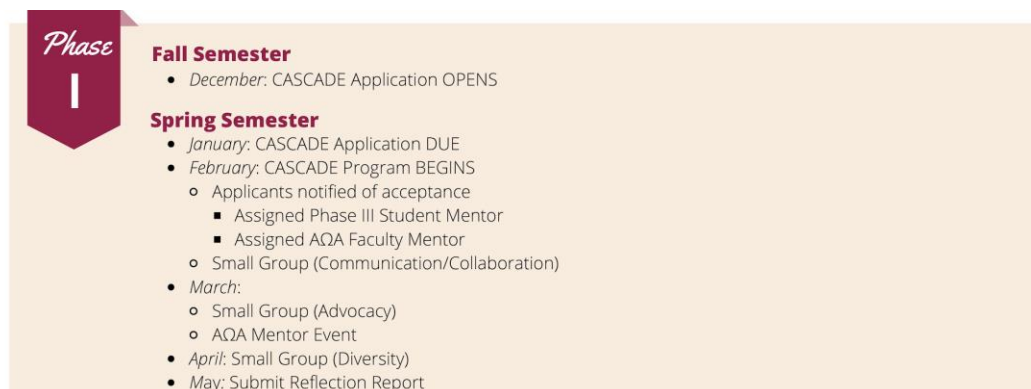 Phase
I
Fall Semester
• December: CASCADE Application OPENS
Spring Semester
• January: CASCADE Application DUE
• February: CASCADE Program BEGINS
o Applicants notified of acceptance
▪ Assigned Phase III Student Mentor
▪ Assigned AΩA Faculty Mentor
o Small Group (Communication/Collaboration)
• March:
o Small Group (Advocacy)
o AΩA Mentor Event
• April: Small Group (Diversity)
• May: Submit Reflection Report